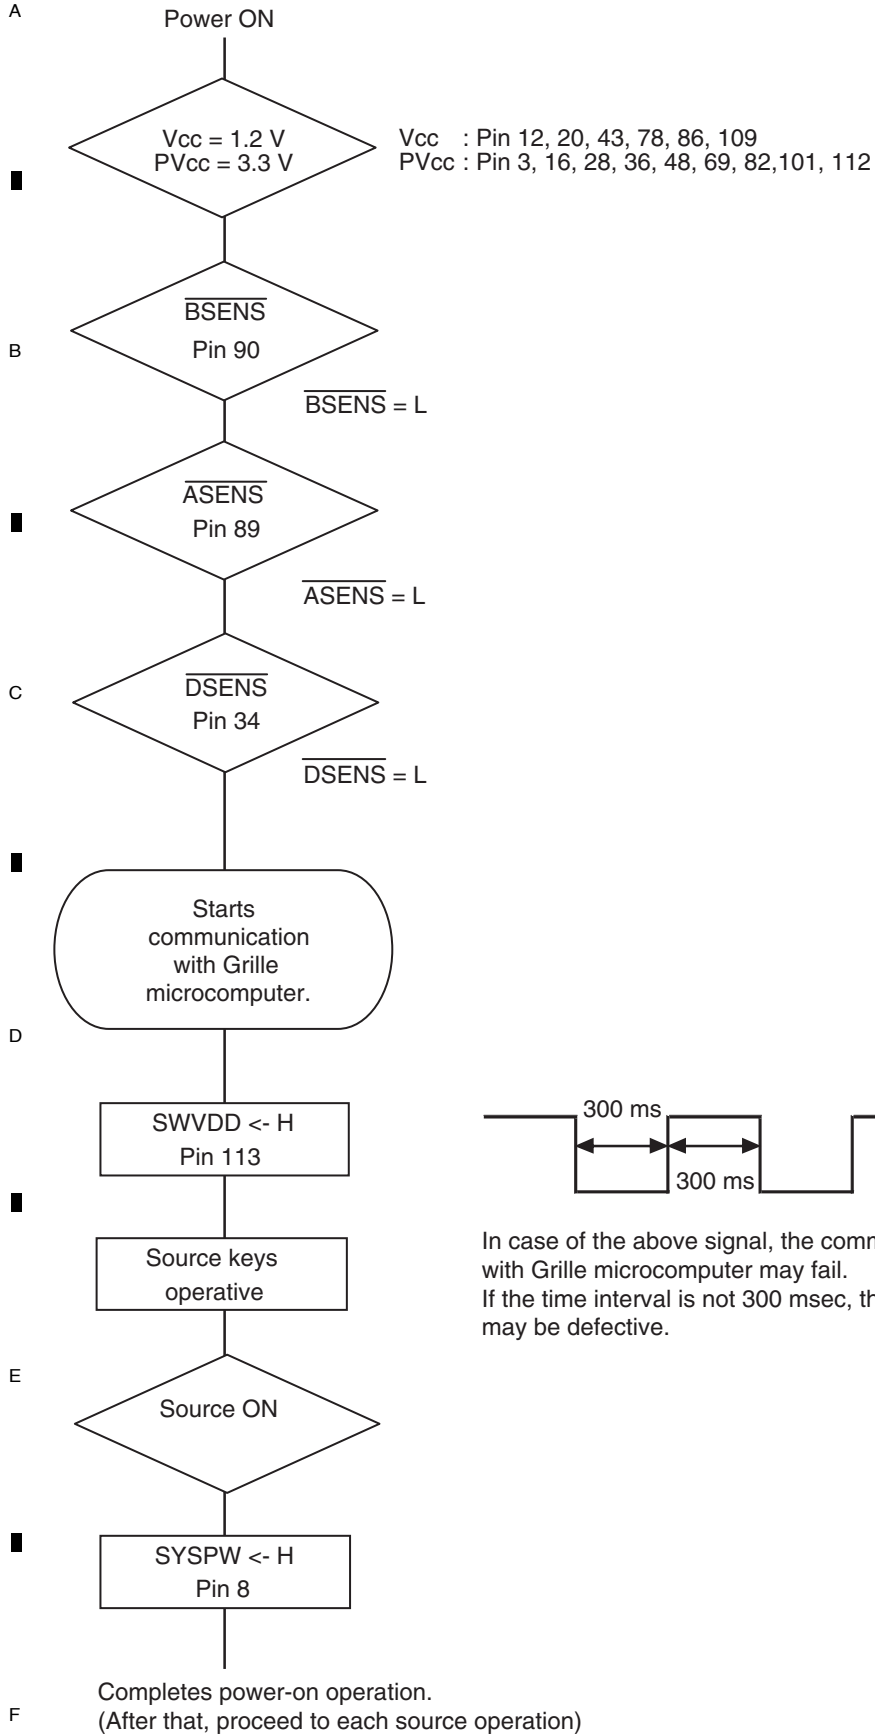 A
Power ON
Vcc = 1.2 V
PVcc = 3.3 V
Vcc : Pin 12, 20, 43, 78, 86, 109
PVcc : Pin 3, 16, 28, 36, 48, 69, 82,101, 112
BSENS
Pin 90
B
BSENS = L
ASENS
Pin 89
ASENS = L
C
DSENS
Pin 34
DSENS = L
Starts
communication
with Grille
microcomputer.
D
SWVDD <- H
Pin 113
300 ms
300 ms
Source keys
operative
In case of the above signal, the
with Grille microcomputer may fail.
If the time interval is not 300 msec,
may be defective.
E
Source ON
SYSPW <- H
Pin 8
Completes power-on operation.
F
(After that, proceed to each source operation)